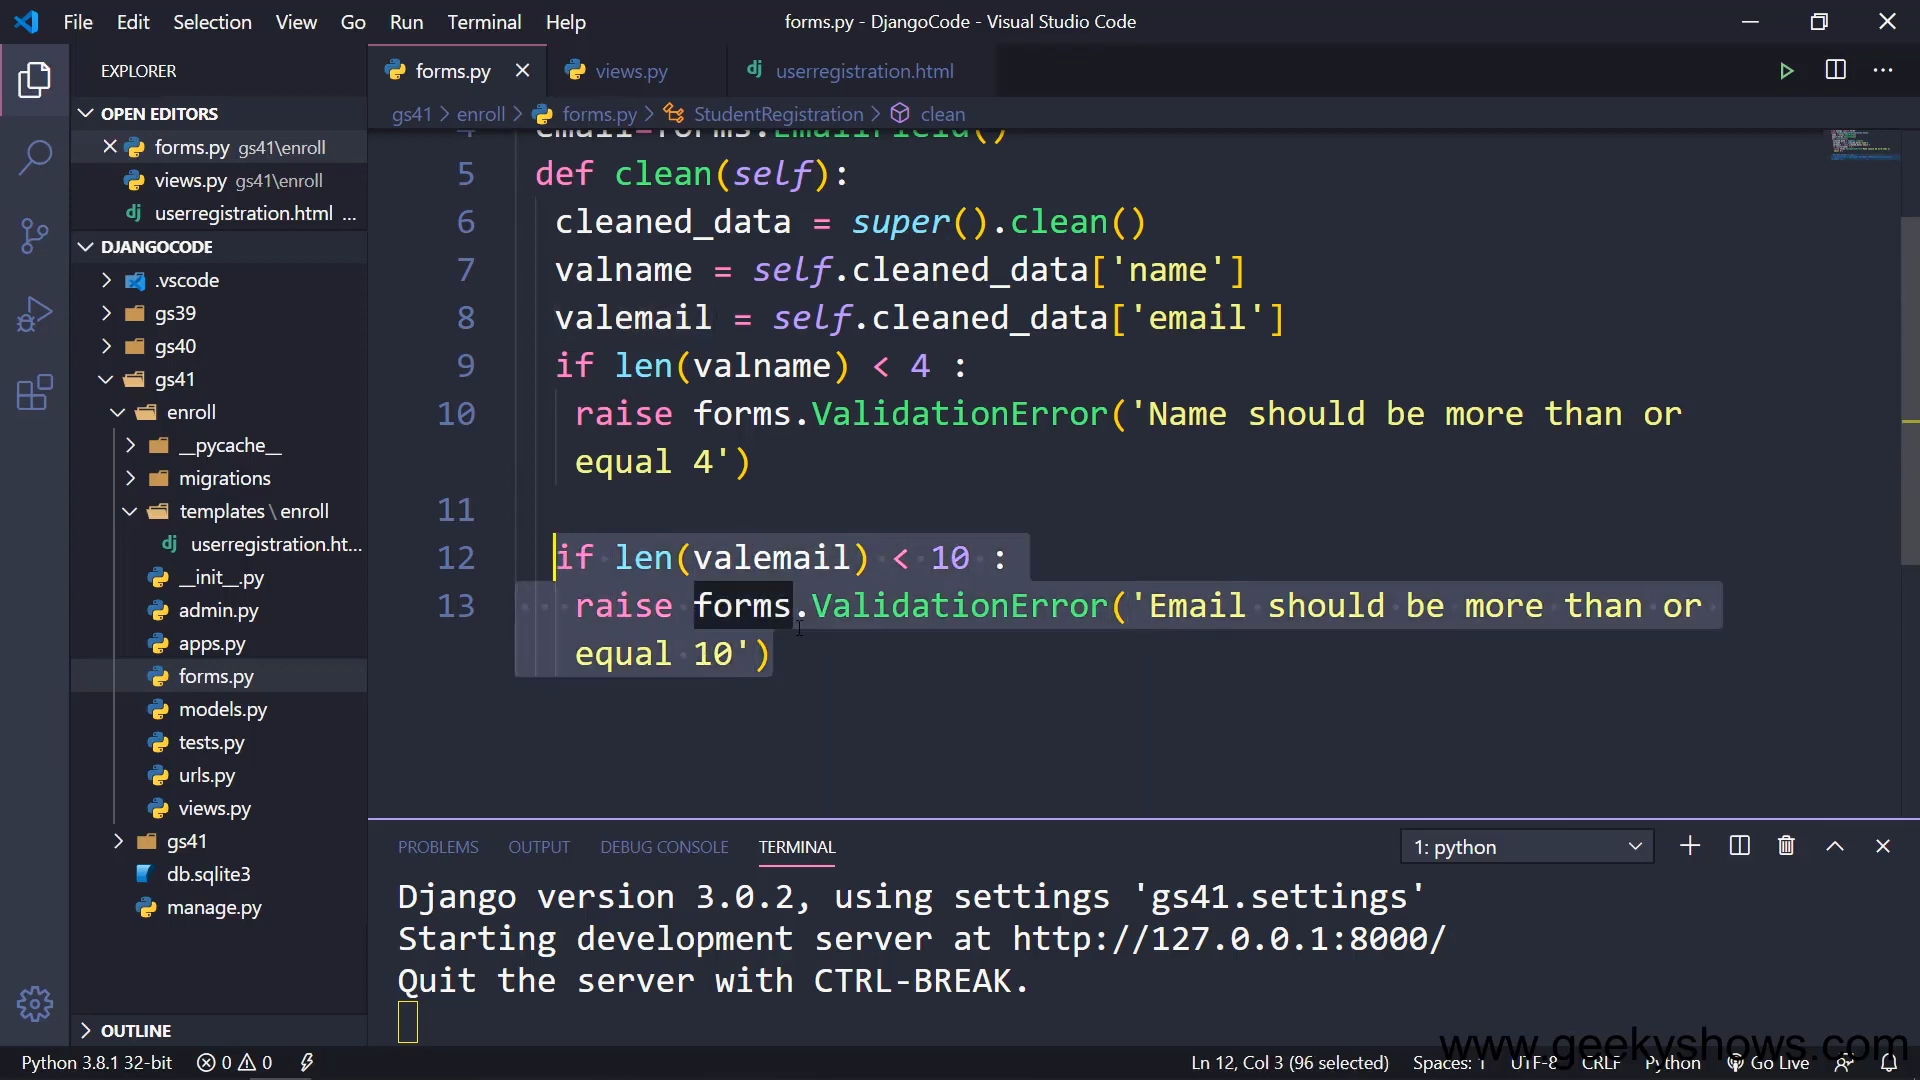 File Edit Selection View Go Run Terminal Help
forms.py - DjangoCode - Visual Studio Code
EXPLORER
OPEN EDITORS
forms.py gs41\enroll
views.py gs41\enroll
userregistration.html ...
DJANGOCODE
.vscode
gs39
gs40
gs41
enroll
__pycache__
migrations
templates \ enroll
userregistration.ht...
__init__.py
admin.py
apps.py
forms.py
models.py
tests.py
urls.py
views.py
gs41
db.sqlite3
manage.py
OUTLINE
forms.py
views.py
userregistration.html
gs41 > enroll > forms.py > StudentRegistration > clean
4 email=forms.EmailField()
5 def clean(self):
6 cleaned_data = super().clean()
7 valname = self.cleaned_data['name']
8 valemail = self.cleaned_data['email']
9 if len(valname) < 4 :
10 raise forms.ValidationError('Name should be more than or
equal 4')
11
12 if len(valemail) < 10 :
13 raise forms.ValidationError('Email should be more than or
equal 10')
PROBLEMS OUTPUT DEBUG CONSOLE TERMINAL
1: python
Django version 3.0.2, using settings 'gs41.settings'
Starting development server at http://127.0.0.1:8000/
Quit the server with CTRL-BREAK.
Python 3.8.1 32-bit 0 0
Ln 12, Col 3 (96 selected) Spaces: 1 UTF-8 CRLF Python Go Live
www.geekyshows.com